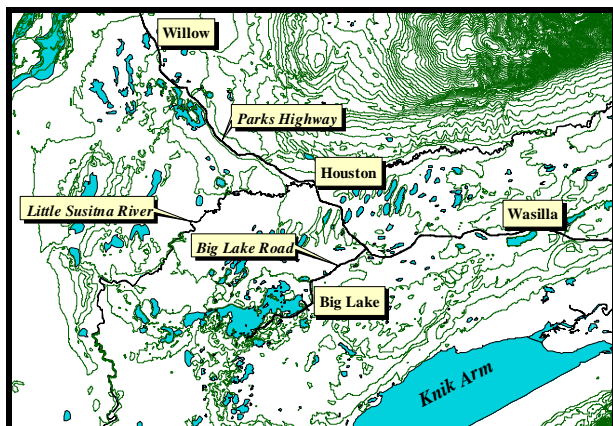 Willow
Parks Highway
Houston
Little Susitna River
Wasilla
Big Lake Road
Big Lake
Knik Arm